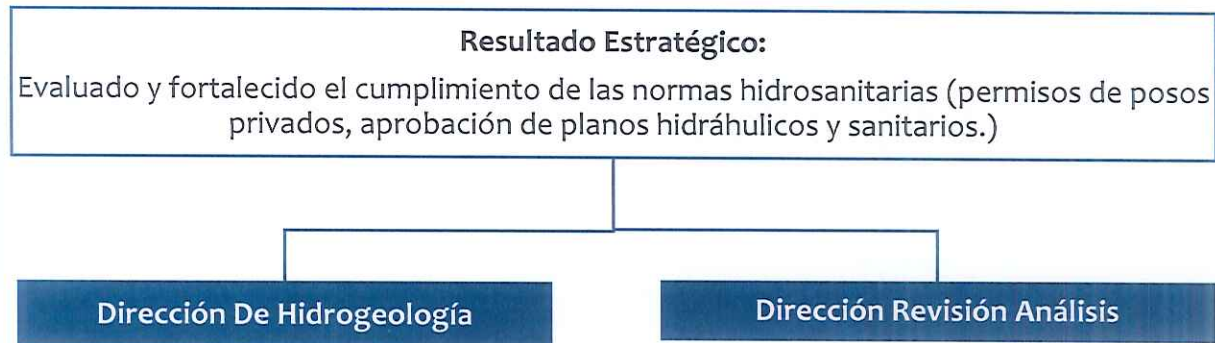 Resultado Estratégico:
Evaluado y fortalecido el cumplimiento de las normas hidrosanitarias (permisos de posos
privados, aprobación de planos hidráhulicos y sanitarios.)
Dirección De Hidrogeología
Dirección Revisión Análisis